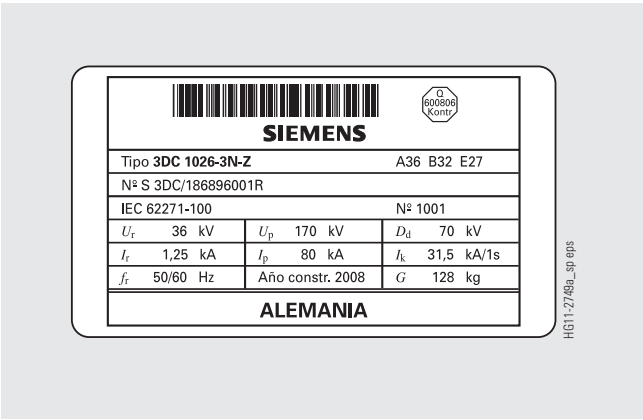 Q
600806
Kontr
SIEMENS
Tipo 3DC 1026-3N-Z A36 B32 E27
Nº S 3DC/186896001R
IEC 62271-100 Nº 1001
Ur 36 kV Up 170 kV Dd 70 kV
Ir 1,25 kA Ip 80 kA Ik 31,5 kA/1s
fr 50/60 Hz Año constr. 2008 G 128 kg
ALEMANIA
HG11-2749a_sp eps